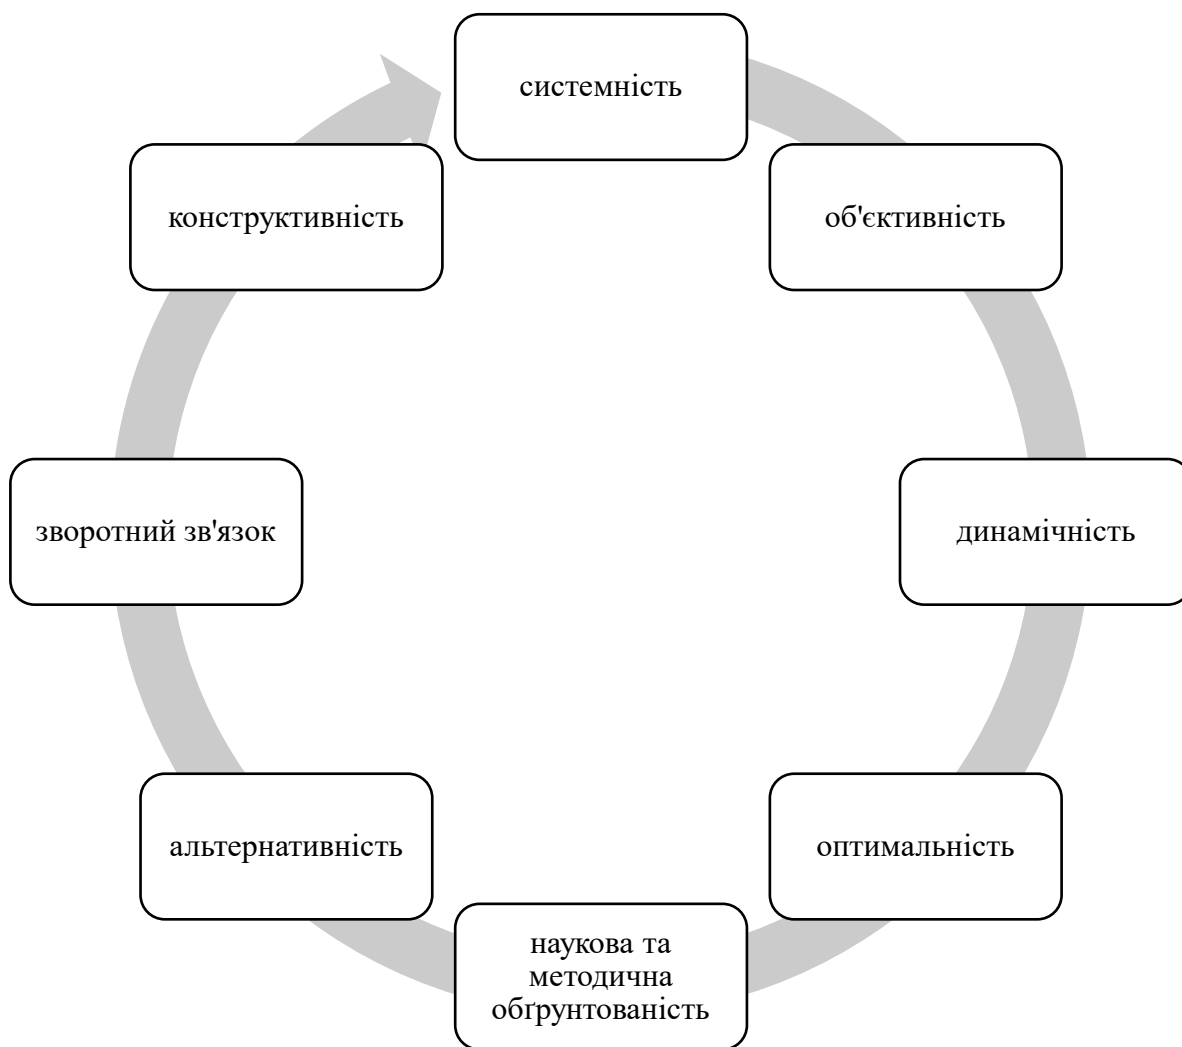 системність
об'єктивність
динамічність
оптимальність
наукова та
методична
обґрунтованість
альтернативність
зворотний зв'язок
конструктивність